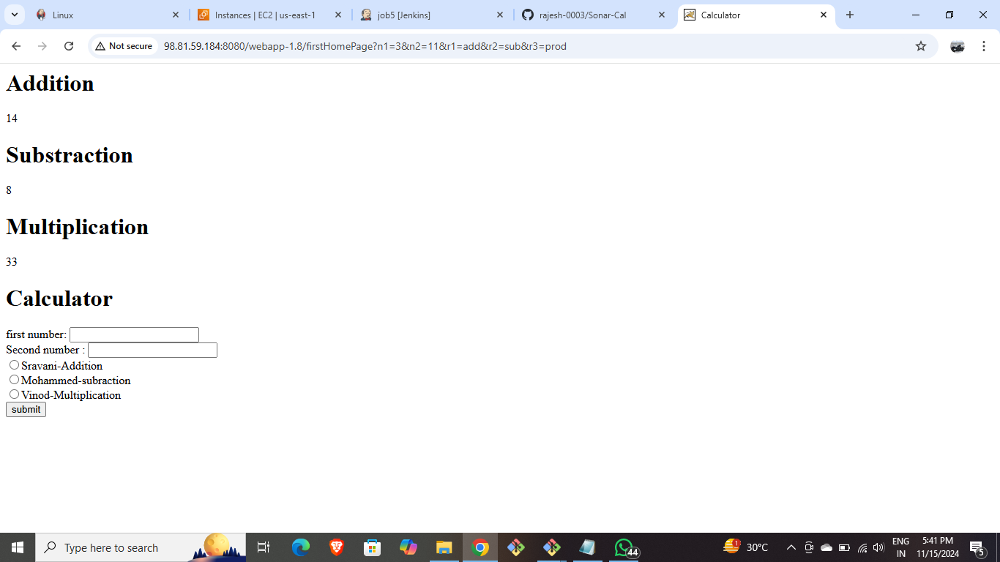 Linux
Instances | EC2 | us-east-1
job5 [Jenkins]
rajesh-0003/Sonar-Cal
Calculator
Not secure
98.81.59.184:8080/webapp-1.8/firstHomePage?n1=3&n2=11&r1=add&r2=sub&r3=prod
Addition
14
Substraction
8
Multiplication
33
Calculator
first number:
Second number :
Sravani-Addition
Mohammed-subraction
Vinod-Multiplication
submit
Type here to search
44
1
30°C
ENG
IN
5:41 PM
11/15/2024
5